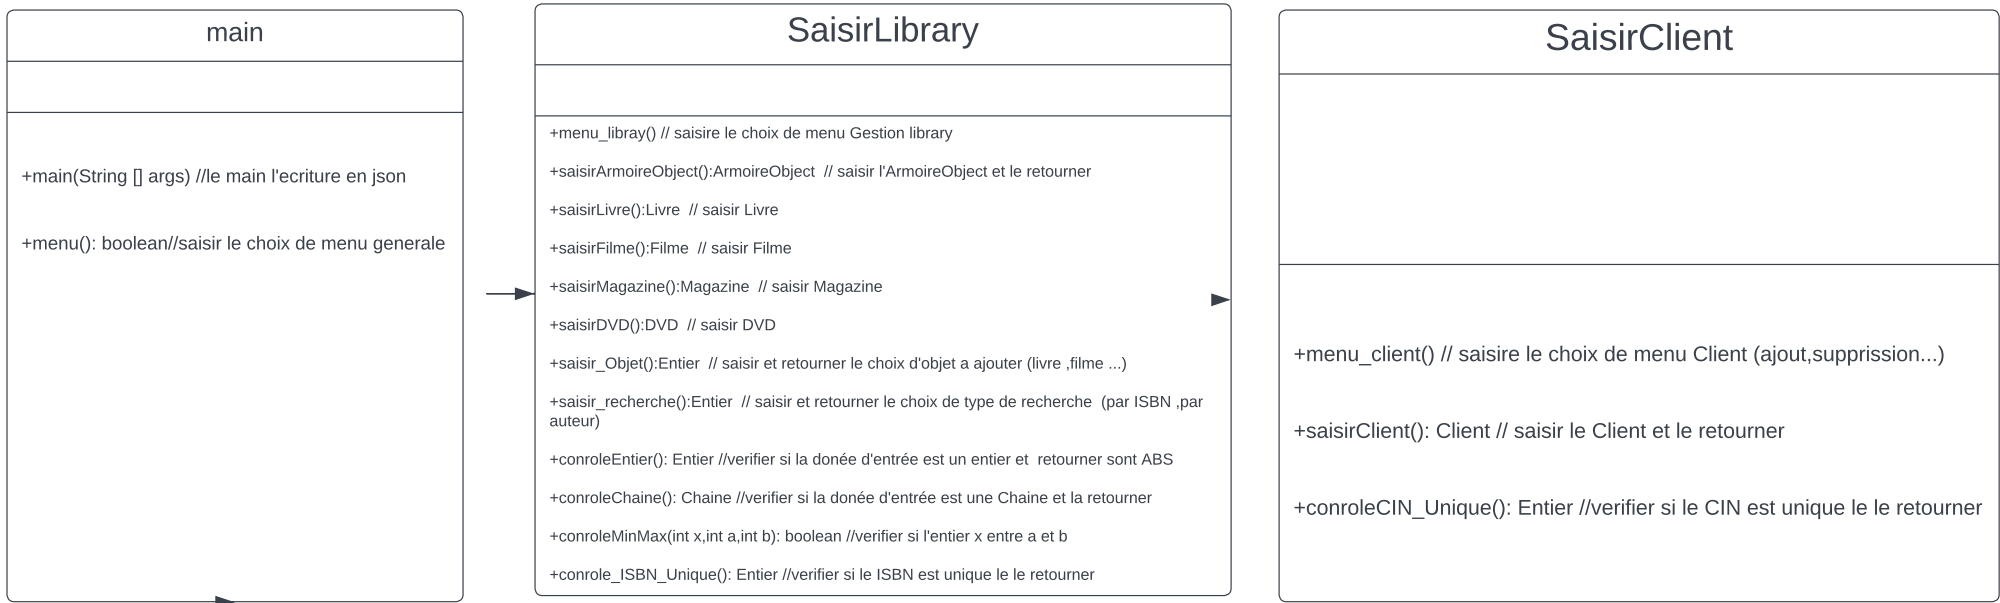 main
+main(String [] args) //le main l'ecriture en json
+menu(): boolean//saisir le choix de menu generale
SaisirLibrary
+menu_libray() // saisire le choix de menu Gestion library
+saisirArmoireObject():ArmoireObject  // saisir l'ArmoireObject et le retourner
+saisirLivre():Livre  // saisir Livre
+saisirFilme():Filme  // saisir Filme
+saisirMagazine():Magazine  // saisir Magazine
+saisirDVD():DVD  // saisir DVD
+saisir_Objet():Entier  // saisir et retourner le choix d'objet a ajouter (livre ,filme ...)
+saisir_recherche():Entier  // saisir et retourner le choix de type de recherche  (par ISBN ,par
auteur)
+conroleEntier(): Entier //verifier si la donée d'entrée est un entier et  retourner sont ABS
+conroleChaine(): Chaine //verifier si la donée d'entrée est une Chaine et la retourner
+conroleMinMax(int x,int a,int b): boolean //verifier si l'entier x entre a et b
+conrole_ISBN_Unique(): Entier //verifier si le ISBN est unique le le retourner
SaisirClient
+menu_client() // saisire le choix de menu Client (ajout,supprission...)
+saisirClient(): Client // saisir le Client et le retourner
+conroleCIN_Unique(): Entier //verifier si le CIN est unique le le retourner